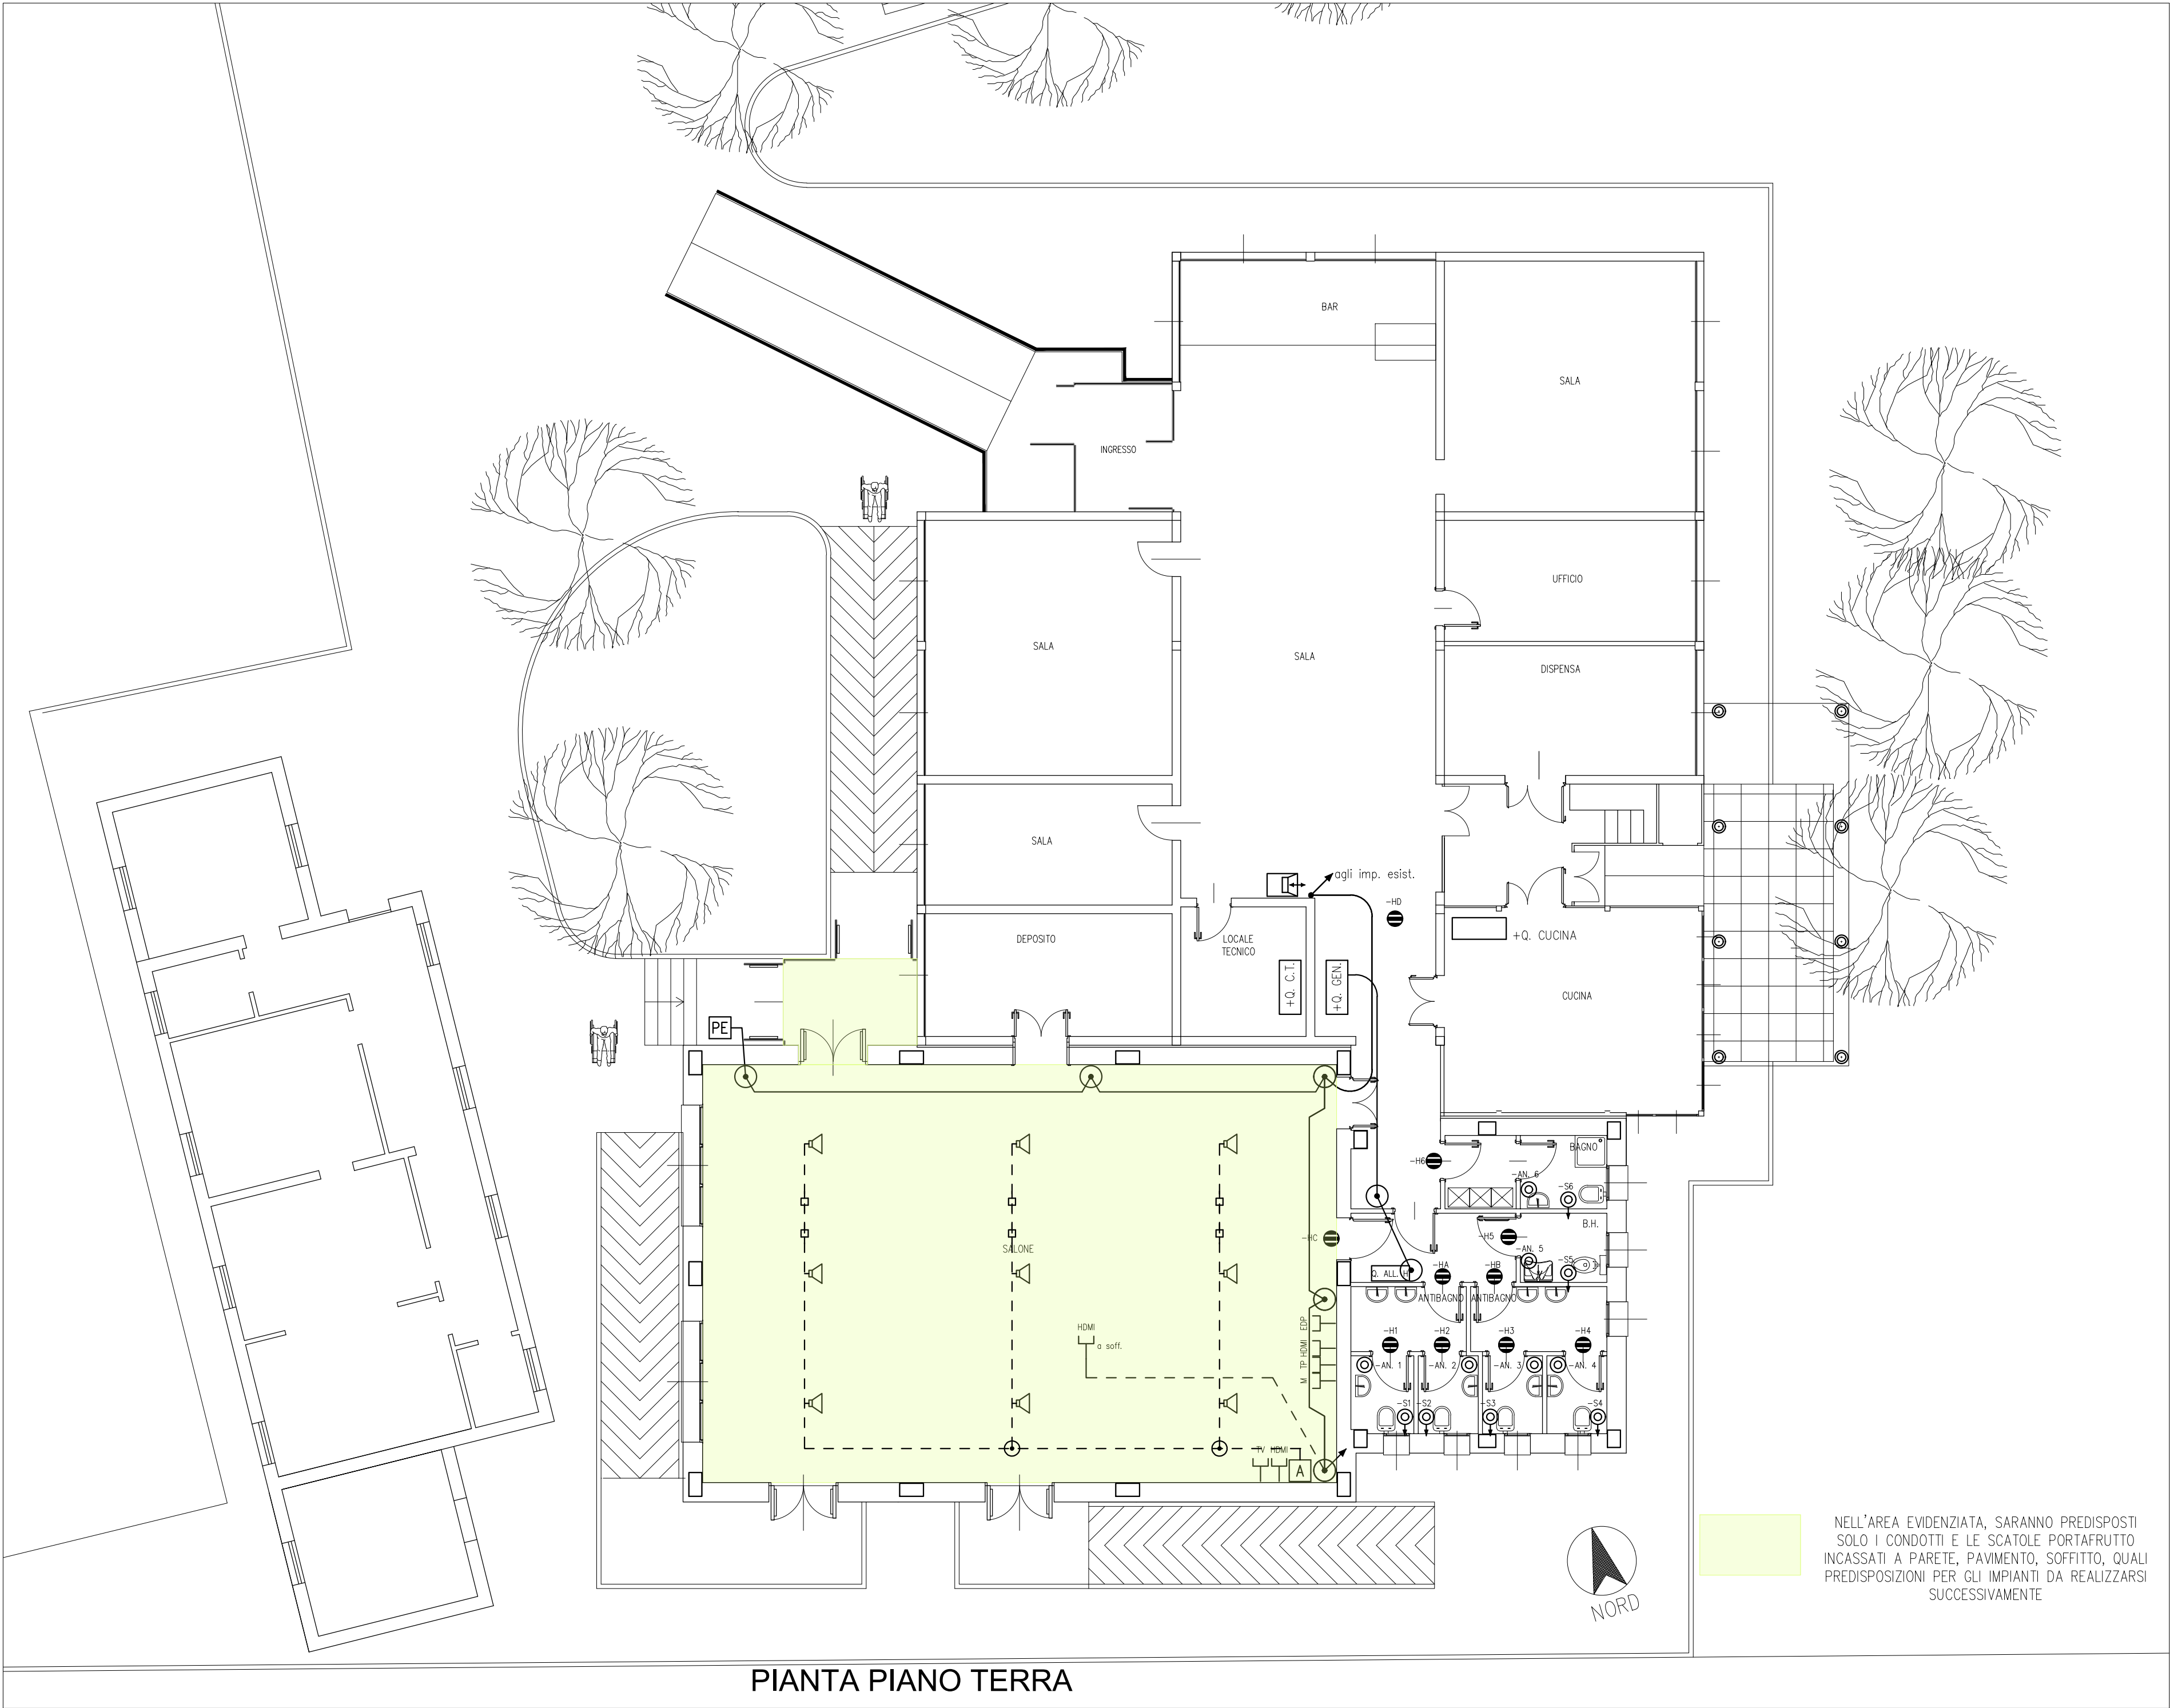 BAR
SALA
INGRESSO
UFFICIO
SALA
SALA
DISPENSA
SALA
agli imp. esist.
-HD
+Q. CUCINA
DEPOSITO
LOCALE
TECNICO
+Q. C.T.
+Q. GEN.
CUCINA
PE
BAGNO
-H6
-AN. 6
-S6
B.H.
-HC
-H5
SALONE
-AN. 5
-S5
Q. ALL. H
-HA
-HB
ANTIBAGNO
ANTIBAGNO
HDMI
a soff.
EDP
HDMI
TP
M
-H1
-H2
-H3
-H4
-AN. 1
-AN. 2
-AN. 3
-AN. 4
-S1
-S2
-S3
-S4
TV
HDMI
A
NELL'AREA EVIDENZIATA, SARANNO PREDISPOSTI
SOLO I CONDOTTI E LE SCATOLE PORTAFRUTTO
INCASSATI A PARETE, PAVIMENTO, SOFFITTO, QUALI
PREDISPOSIZIONI PER GLI IMPIANTI DA REALIZZARSI
SUCCESSIVAMENTE
NORD
PIANTA PIANO TERRA